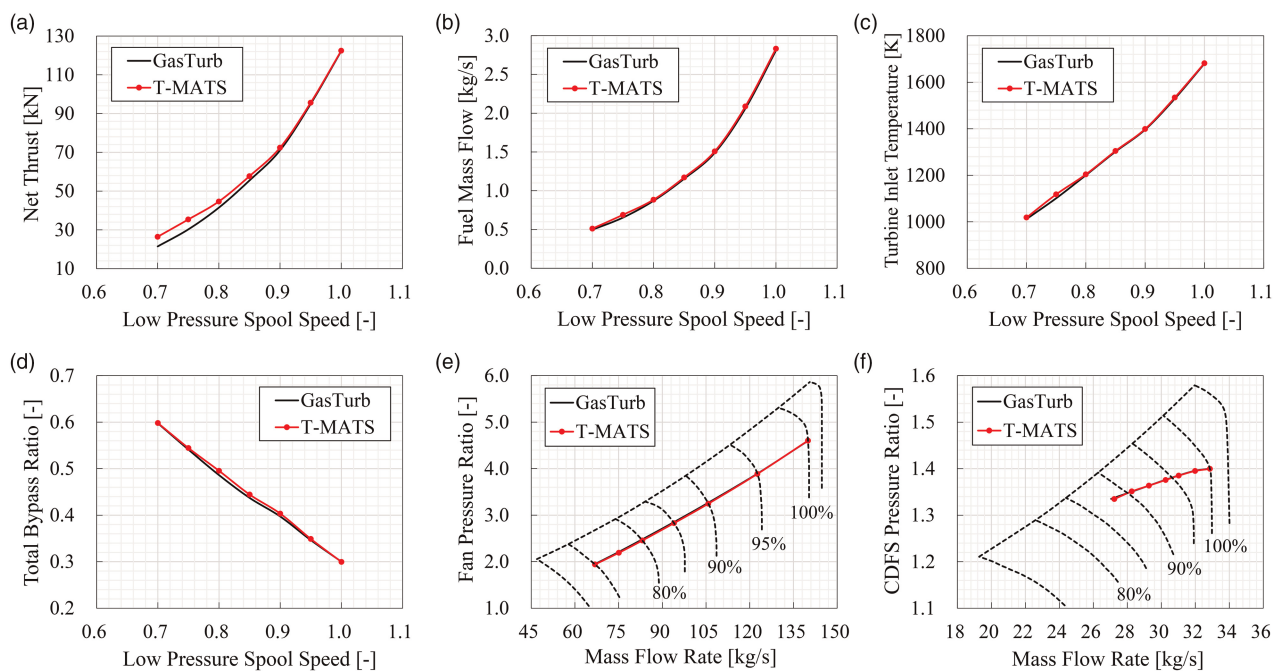 (a)
130
110
90
70
50
30
10
Net Thrust [kN]
GasTurb
T-MATS
0.6 0.7 0.8 0.9 1.0 1.1
Low Pressure Spool Speed [-]
(b)
3.0
2.5
2.0
1.5
1.0
0.5
0.0
Fuel Mass Flow [kg/s]
GasTurb
T-MATS
0.6 0.7 0.8 0.9 1.0 1.1
Low Pressure Spool Speed [-]
(c)
1800
1600
1400
1200
1000
800
Turbine Inlet Temperature [K]
GasTurb
T-MATS
0.6 0.7 0.8 0.9 1.0 1.1
Low Pressure Spool Speed [-]
(d)
0.7
0.6
0.5
0.4
0.3
0.2
Total Bypass Ratio [-]
GasTurb
T-MATS
0.6 0.7 0.8 0.9 1.0 1.1
Low Pressure Spool Speed [-]
(e)
6.0
5.0
4.0
3.0
2.0
1.0
Fan Pressure Ratio [-]
GasTurb
T-MATS
100%
95%
90%
80%
45 60 75 90 105 120 135 150
Mass Flow Rate [kg/s]
(f)
1.6
1.5
1.4
1.3
1.2
1.1
CDFS Pressure Ratio [-]
GasTurb
T-MATS
100%
90%
80%
18 20 22 24 26 28 30 32 34 36
Mass Flow Rate [kg/s]